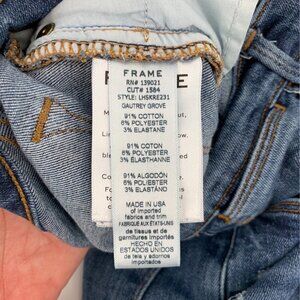 FRAME
RN# 139021
CUT# 1584
STYLE: LHSKRE231
GAUTREY GROVE
91% COTTON
6% POLYESTER
3% ELASTANE
91% COTON
6% POLYESTER
3% ELASTHANNE
91% ALGODÓN
6% POLIESTER
3% ELASTANO
MADE IN USA
of imported
fabrics and trim
FABRIQUÉ AUX ÉTATS-UNIS
de tissus et de
garnitures importés
HECHO EN
ESTADOS UNIDOS
de tela y adornos
importados